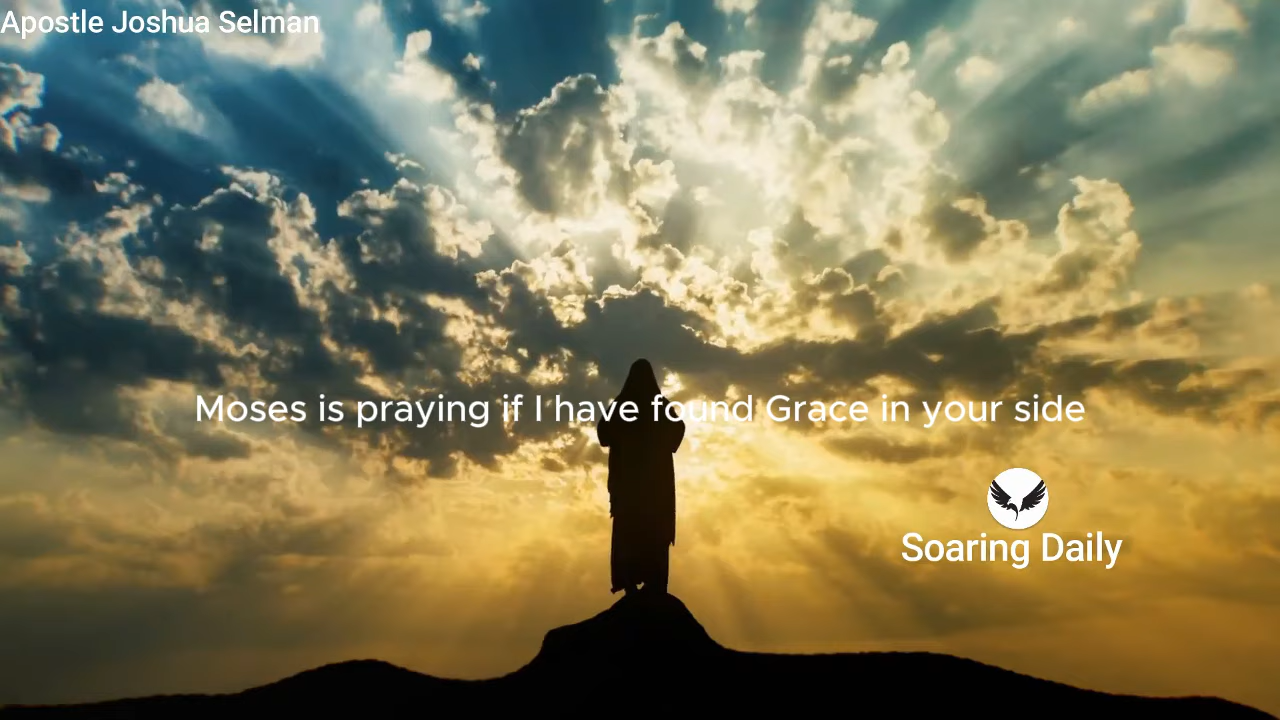 Apostle Joshua Selman
Moses is praying if I have found Grace in your side
Soaring Daily